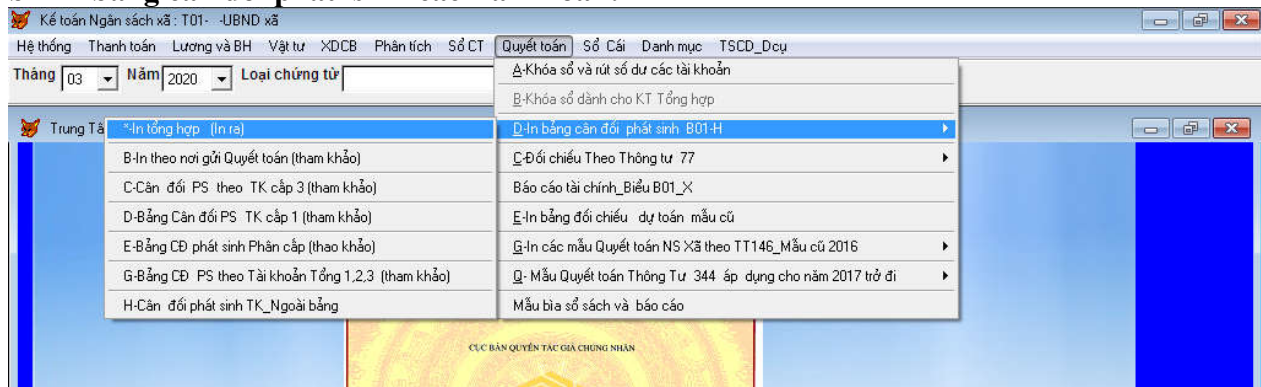 Kế toán Ngân sách xã : T01- -UBND xã
Hệ thống Thanh toán Lương và BH Vật tư XDCB Phân tích Sổ CT Quyết toán Sổ Cái Danh mục TSCD_Dcụ
Tháng 03 Năm 2020 Loại chứng từ
A-Khóa sổ và rút số dư các tài khoản
B-Khóa sổ dành cho KT Tổng hợp
D-In bảng cân đối phát sinh B01-H
C-Đối chiếu Theo Thông tư 77
Báo cáo tài chính_Biểu B01_X
E-In bảng đối chiếu dự toán mẫu cũ
G-In các mẫu Quyết toán NS Xã theo TT146_Mẫu cũ 2016
Q- Mẫu Quyết toán Thông Tư 344 áp dụng cho năm 2017 trở đi
Mẫu bìa sổ sách và báo cáo
Trung Tâ
*-In tổng hợp (In ra)
B-In theo nơi gửi Quyết toán (tham khảo)
C-Cân đối PS theo TK cấp 3 (tham khảo)
D-Bảng Cân đối PS TK cấp 1 (tham khảo)
E-Bảng CĐ phát sinh Phân cấp (thao khảo)
G-Bảng CĐ PS theo Tài khoản Tổng 1,2,3 (tham khảo)
H-Cân đối phát sinh TK_Ngoài bảng
CỤC BẢN QUYỀN TÁC GIẢ CHỨNG NHẬN